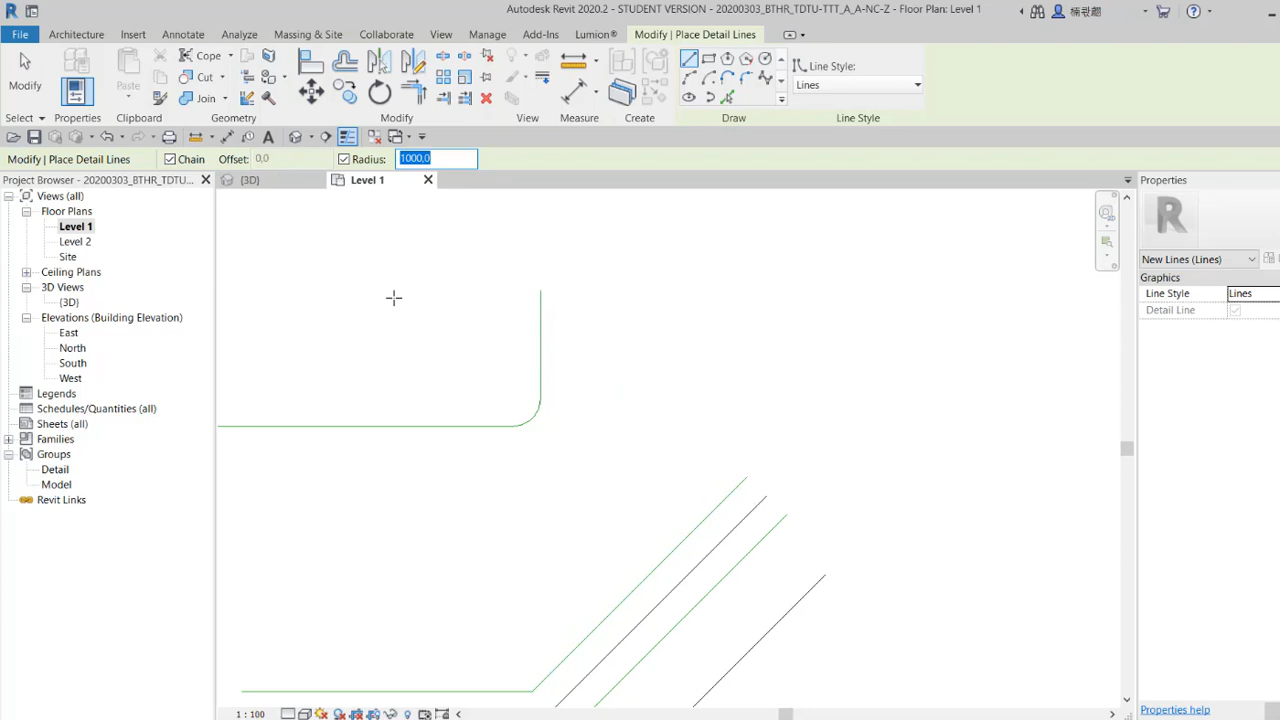 Autodesk Revit 2020.2 - STUDENT VERSION - 20200303_BTHR_TDTU-TTT_A_A-NC-Z - Floor Plan: Level 1
File Architecture Insert Annotate Analyze Massing & Site Collaborate View Manage Add-Ins Lumion® Modify | Place Detail Lines
Modify Paste Cope Cut Join Line Style: Lines
Select Properties Clipboard Geometry Modify View Measure Create Draw Line Style
Modify | Place Detail Lines Chain Offset: 0,0 Radius: 1000,0
Project Browser - 20200303_BTHR_TDTU-... {3D} Level 1 Properties
Views (all)
Floor Plans
Level 1
Level 2
Site
Ceiling Plans
3D Views
{3D}
Elevations (Building Elevation)
East
North
South
West
Legends
Schedules/Quantities (all)
Sheets (all)
Families
Groups
Detail
Model
Revit Links
New Lines (Lines)
Graphics
Line Style Lines
Detail Line
1 : 100
Properties help